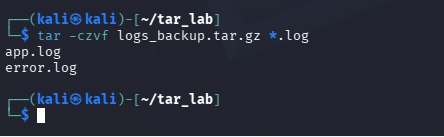 ┌──(kali㉿kali)-[~/tar_lab]
└─$ tar -czvf logs_backup.tar.gz *.log
app.log
error.log
┌──(kali㉿kali)-[~/tar_lab]
└─$